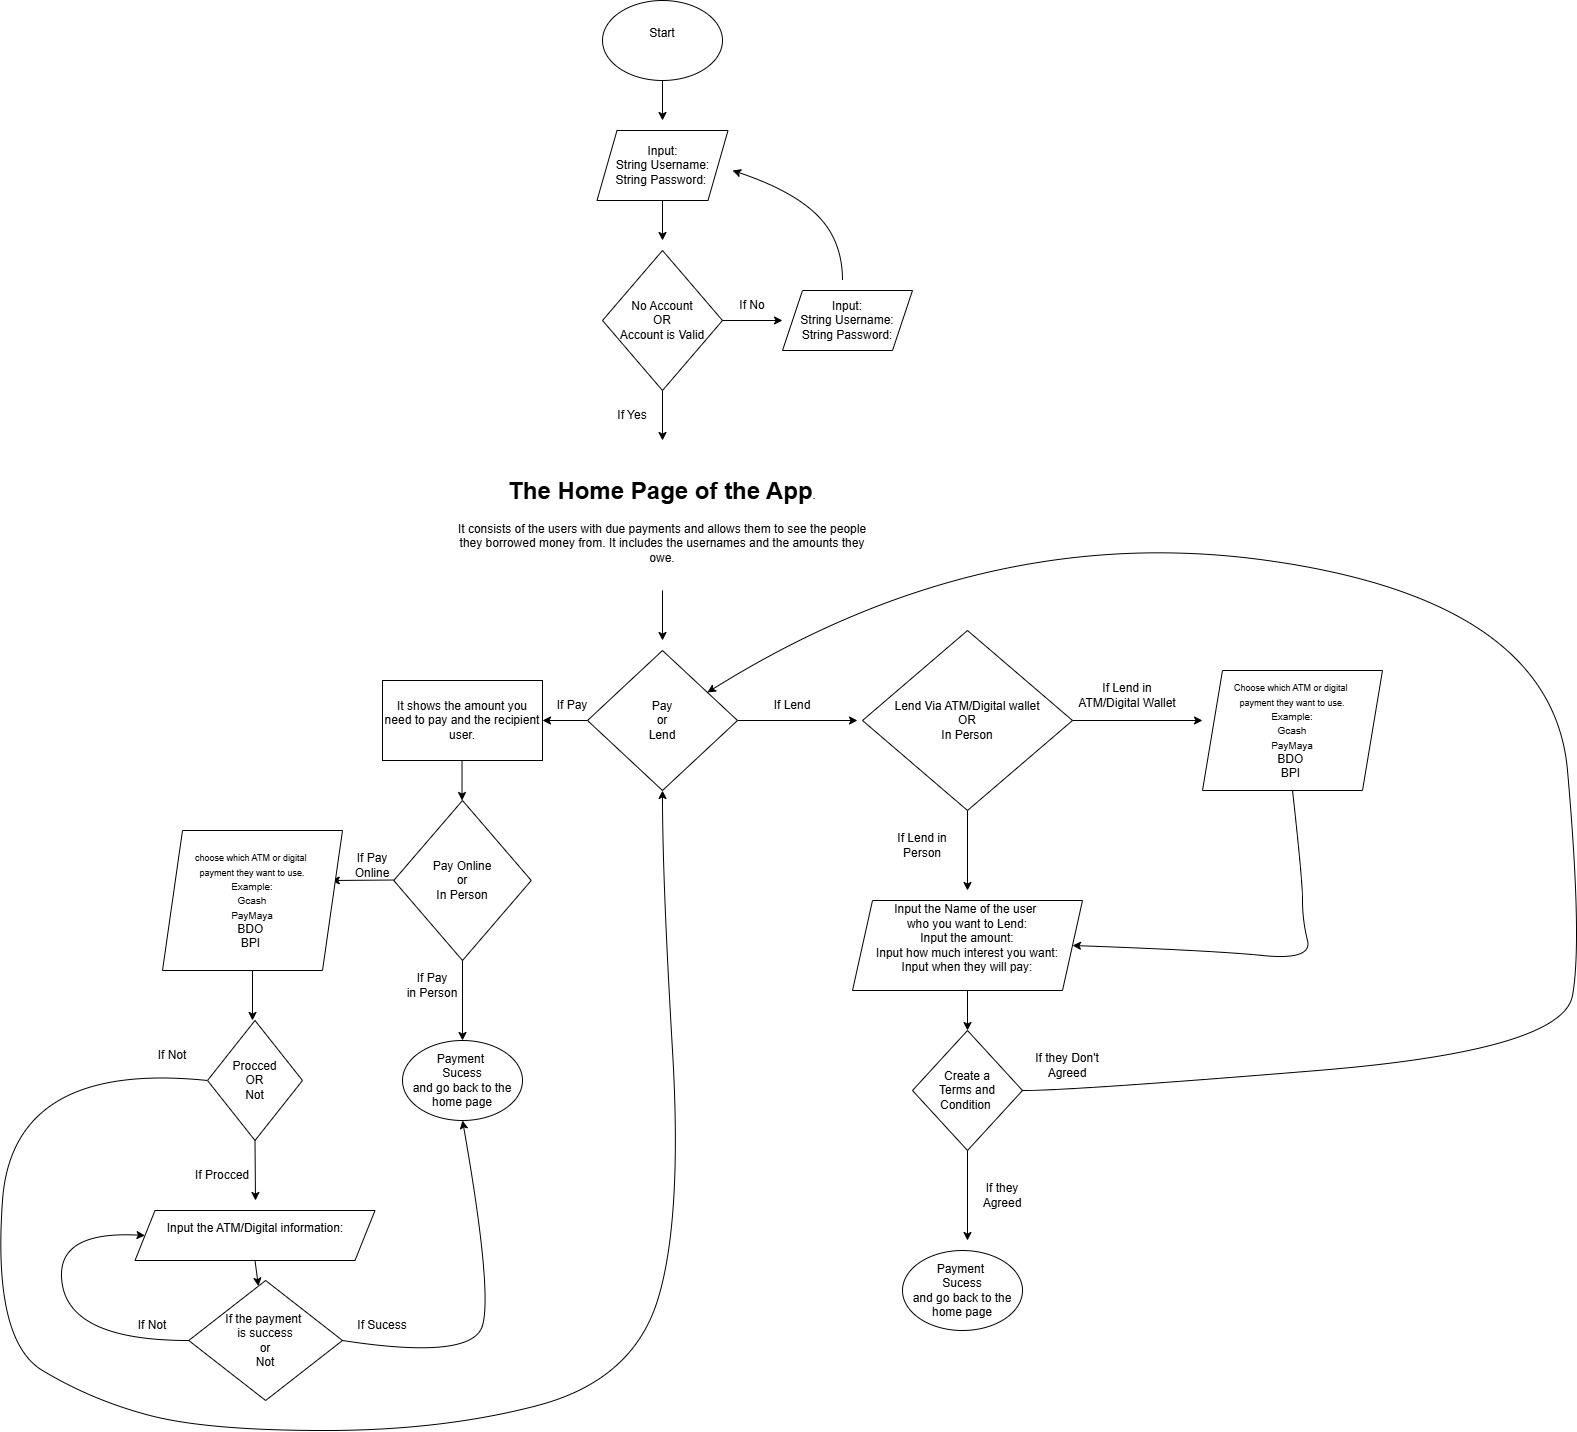 Start
Input:
String Username:
String Password:
No Account
OR
Account is Valid
If No
Input:
String Username:
String Password:
If Yes
The Home Page of the App.
It consists of the users with due payments and allows them to see the people
they borrowed money from. It includes the usernames and the amounts they
owe.
It shows the amount you
need to pay and the recipient
user.
If Pay
Pay
or
Lend
If Lend
Lend Via ATM/Digital wallet
OR
In Person
If Lend in
ATM/Digital Wallet
Choose which ATM or digital
payment they want to use.
Example:
Gcash
PayMaya
BDO
BPI
If Lend in
Person
choose which ATM or digital
payment they want to use.
Example:
Gcash
PayMaya
BDO
BPI
If Pay
Online
Pay Online
or
In Person
If Pay
in Person
Input the Name of the user
who you want to Lend:
Input the amount:
Input how much interest you want:
Input when they will pay:
If Not
Procced
OR
Not
Payment
Sucess
and go back to the
home page
Create a
Terms and
Condition
If they Don't
Agreed
If Procced
If they
Agreed
Input the ATM/Digital information:
If Not
If the payment
is success
or
Not
If Sucess
Payment
Sucess
and go back to the
home page